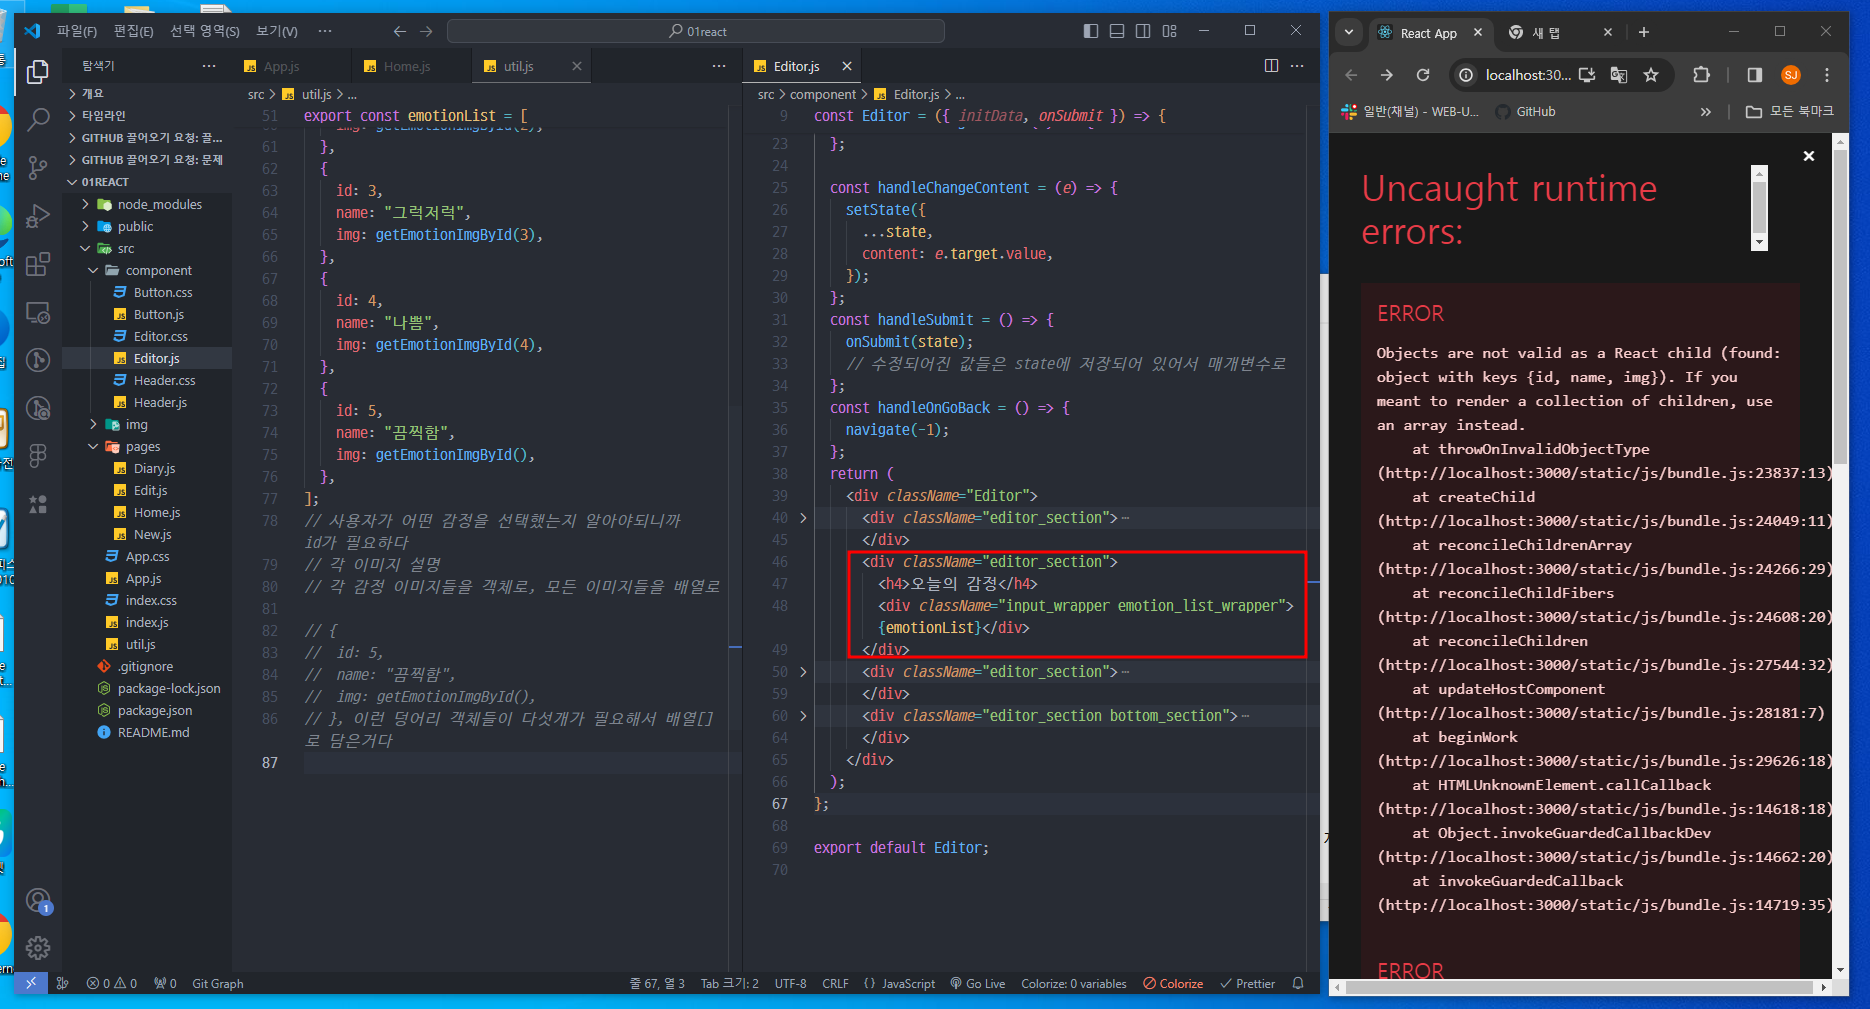 파일(F) 편집(E) 선택 영역(S) 보기(V) ··· 01react
탐색기 ···
개요
타임라인
GITHUB 끌어오기 요청: 끌...
GITHUB 끌어오기 요청: 문제
01REACT
node_modules
public
src
component
Button.css
Button.js
Editor.css
Editor.js
Header.css
Header.js
img
pages
Diary.js
Edit.js
Home.js
New.js
App.css
App.js
index.css
index.js
util.js
.gitignore
package-lock.json
package.json
README.md
1
App.js Home.js util.js ···
src > util.js > ...
51 export const emotionList = [
img: getEmotionImgById(2),
61 },
62 {
63 id: 3,
64 name: "그럭저럭",
65 img: getEmotionImgById(3),
66 },
67 {
68 id: 4,
69 name: "나쁨",
70 img: getEmotionImgById(4),
71 },
72 {
73 id: 5,
74 name: "끔찍함",
75 img: getEmotionImgById(),
76 },
77 ];
78 // 사용자가 어떤 감정을 선택했는지 알아야되니까
id가 필요하다
79 // 각 이미지 설명
80 // 각 감정 이미지들을 객체로, 모든 이미지들을 배열로
81
82 // {
83 // id: 5,
84 // name: "끔찍함",
85 // img: getEmotionImgById(),
86 // }, 이런 덩어리 객체들이 다섯개가 필요해서 배열[]
로 담은거다
87
Editor.js ···
src > component > Editor.js > ...
9 const Editor = ({ initData, onSubmit }) => {
23 };
24
25 const handleChangeContent = (e) => {
26 setState({
27 ...state,
28 content: e.target.value,
29 });
30 };
31 const handleSubmit = () => {
32 onSubmit(state);
33 // 수정되어진 값들은 state에 저장되어 있어서 매개변수로
34 };
35 const handleOnGoBack = () => {
36 navigate(-1);
37 };
38 return (
39 <div className="Editor">
40 <div className="editor_section">···
45 </div>
46 <div className="editor_section">
47 <h4>오늘의 감정</h4>
48 <div className="input_wrapper emotion_list_wrapper">
{emotionList}</div>
49 </div>
50 <div className="editor_section">···
59 </div>
60 <div className="editor_section bottom_section">···
64 </div>
65 </div>
66 );
67 };
68
69 export default Editor;
70
0 0 0 Git Graph 줄 67, 열 3 Tab 크기: 2 UTF-8 CRLF {} JavaScript Go Live Colorize: 0 variables Colorize Prettier
React App 새 탭
localhost:30... SJ
일반(채널) - WEB-U... GitHub » 모든 북마크
Uncaught runtime
errors:
ERROR
Objects are not valid as a React child (found:
object with keys {id, name, img}). If you
meant to render a collection of children, use
an array instead.
at throwOnInvalidObjectType
(http://localhost:3000/static/js/bundle.js:23837:13)
at createChild
(http://localhost:3000/static/js/bundle.js:24049:11)
at reconcileChildrenArray
(http://localhost:3000/static/js/bundle.js:24266:29)
at reconcileChildFibers
(http://localhost:3000/static/js/bundle.js:24608:20)
at reconcileChildren
(http://localhost:3000/static/js/bundle.js:27544:32)
at updateHostComponent
(http://localhost:3000/static/js/bundle.js:28181:7)
at beginWork
(http://localhost:3000/static/js/bundle.js:29626:18)
at HTMLUnknownElement.callCallback
(http://localhost:3000/static/js/bundle.js:14618:18)
at Object.invokeGuardedCallbackDev
(http://localhost:3000/static/js/bundle.js:14662:20)
at invokeGuardedCallback
(http://localhost:3000/static/js/bundle.js:14719:35)
ERROR